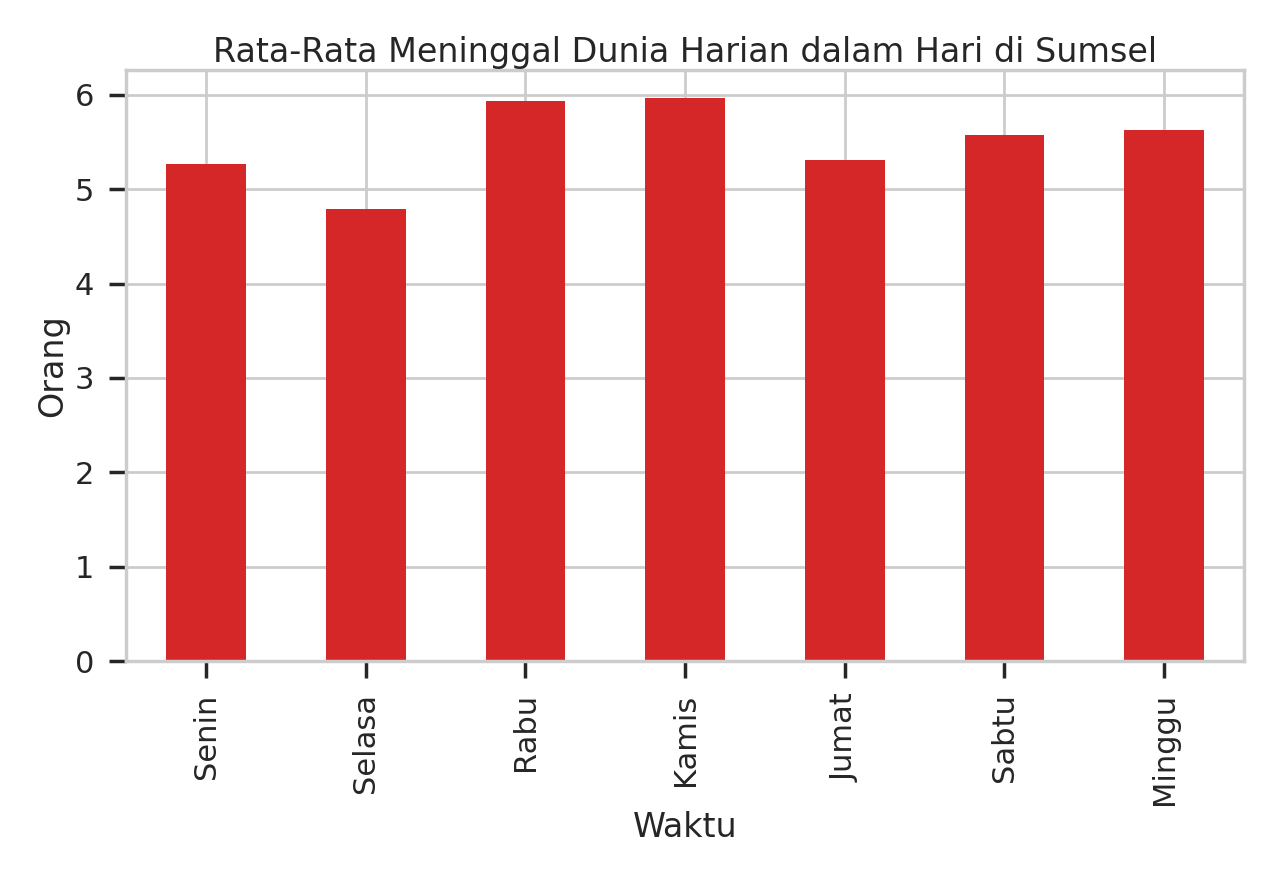 Rata-Rata Meninggal Dunia Harian dalam Hari di Sumsel
6
5
4
3
2
1
0
Orang
Senin
Selasa
Rabu
Kamis
Jumat
Sabtu
Minggu
Waktu